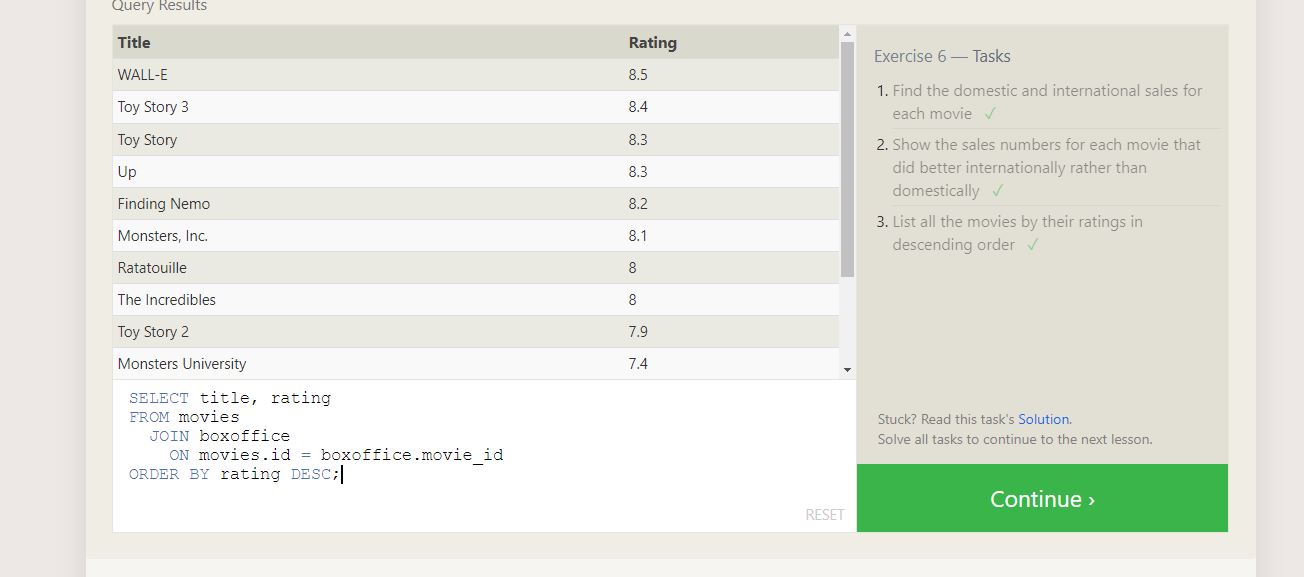 Query Results
Title Rating
WALL-E 8.5
Toy Story 3 8.4
Toy Story 8.3
Up 8.3
Finding Nemo 8.2
Monsters, Inc. 8.1
Ratatouille 8
The Incredibles 8
Toy Story 2 7.9
Monsters University 7.4
SELECT title, rating
FROM movies
JOIN boxoffice
ON movies.id = boxoffice.movie_id
ORDER BY rating DESC;
RESET
Exercise 6 — Tasks
1. Find the domestic and international sales for
each movie ✓
2. Show the sales numbers for each movie that
did better internationally rather than
domestically ✓
3. List all the movies by their ratings in
descending order ✓
Stuck? Read this task's Solution.
Solve all tasks to continue to the next lesson.
Continue ›